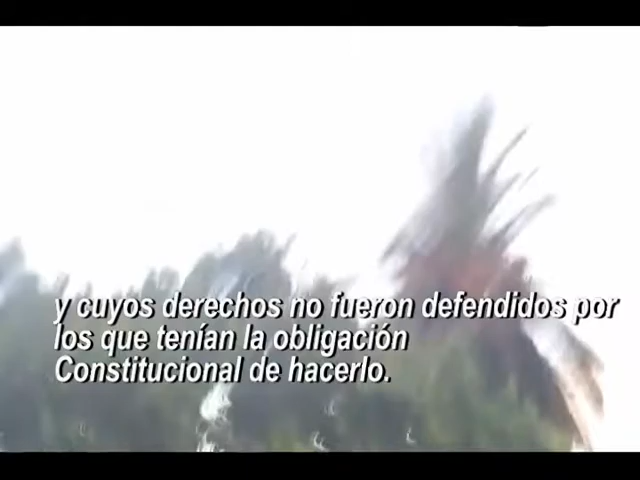 y cuyos derechos no fueron defendidos por
los que tenían la obligación
Constitucional de hacerlo.